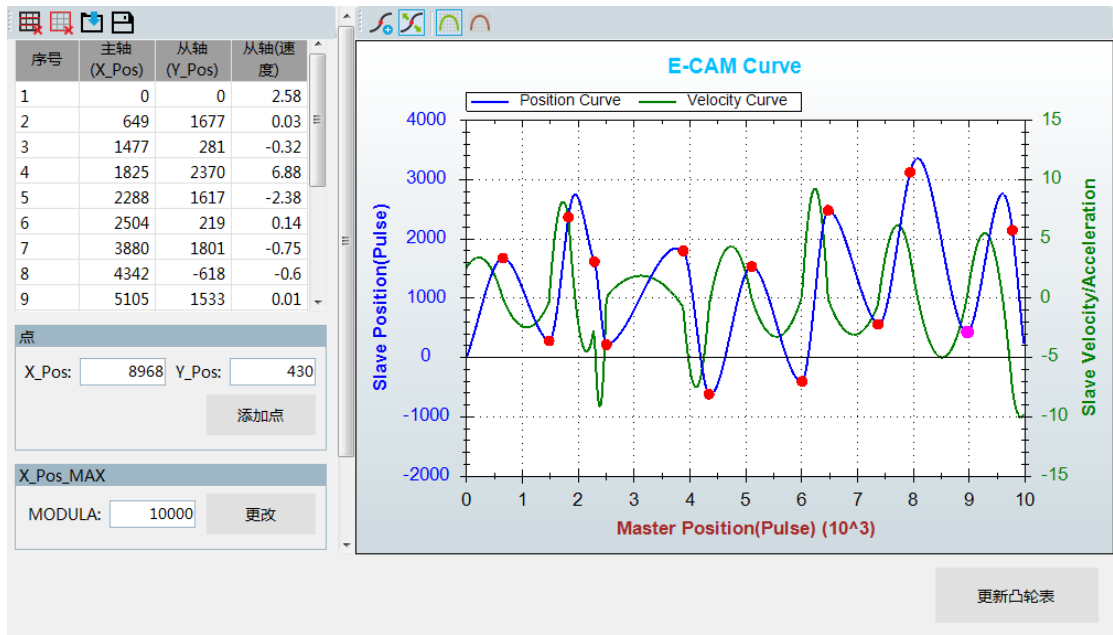 序号 主轴(X_Pos) 从轴(Y_Pos) 从轴(速度)
1 0 0 2.58
2 649 1677 0.03
3 1477 281 -0.32
4 1825 2370 6.88
5 2288 1617 -2.38
6 2504 219 0.14
7 3880 1801 -0.75
8 4342 -618 -0.6
9 5105 1533 0.01
点
X_Pos: 8968 Y_Pos: 430
添加点
X_Pos_MAX
MODULA: 10000 更改
E-CAM Curve
Position Curve Velocity Curve
Slave Position(Pulse)
4000
3000
2000
1000
0
-1000
-2000
15
10
5
0
-5
-10
-15
Slave Velocity/Acceleration
0 1 2 3 4 5 6 7 8 9 10
Master Position(Pulse) (10^3)
更新凸轮表